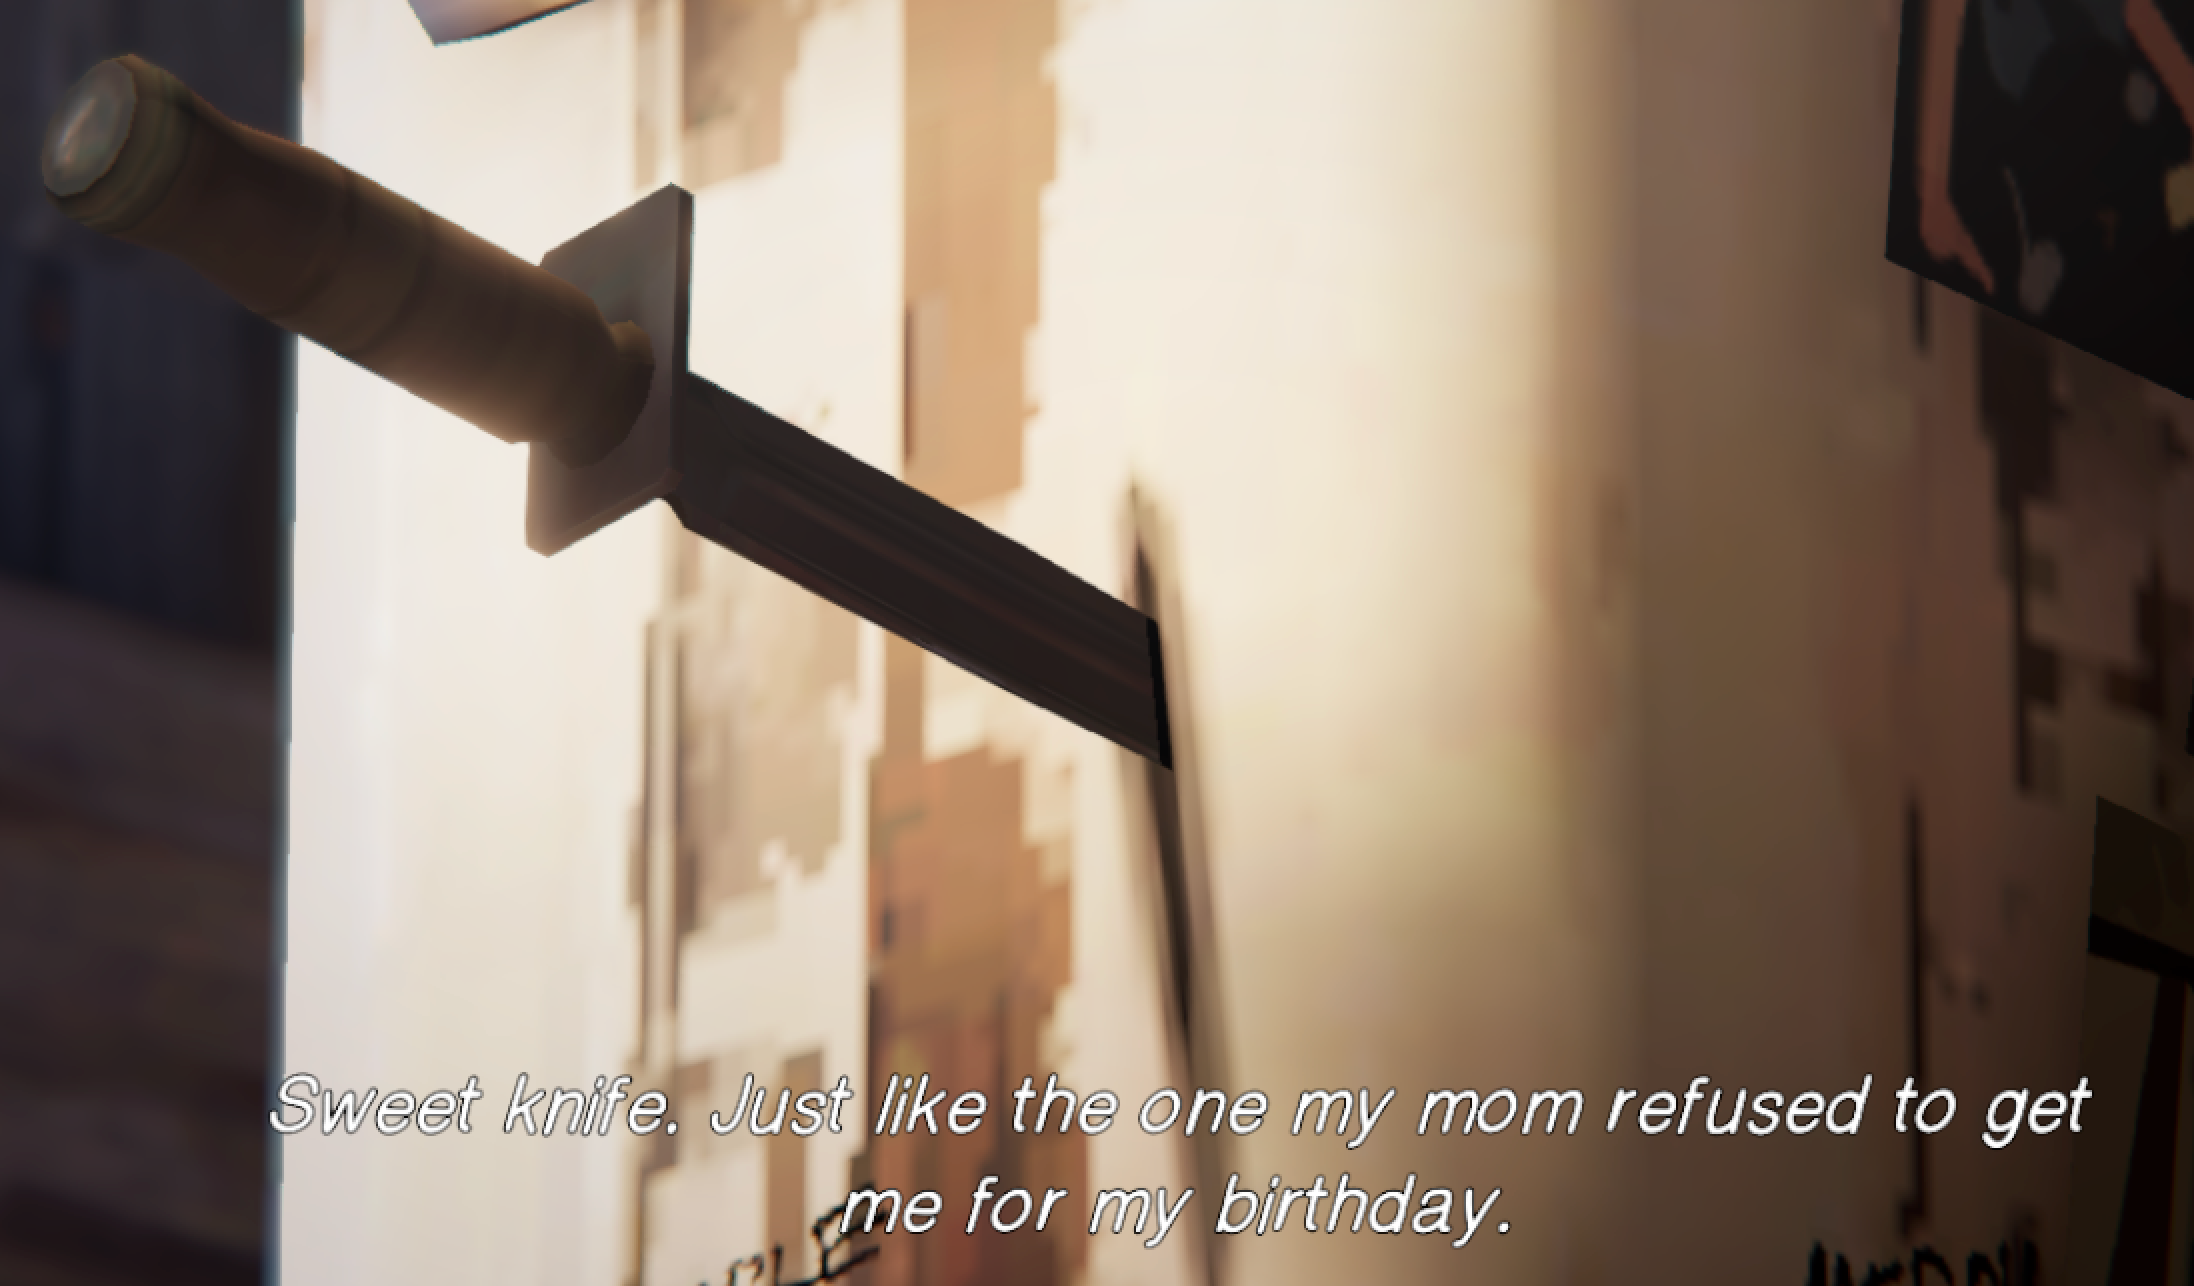 Sweet knife. Just like the one my mom refused to get
me for my birthday.